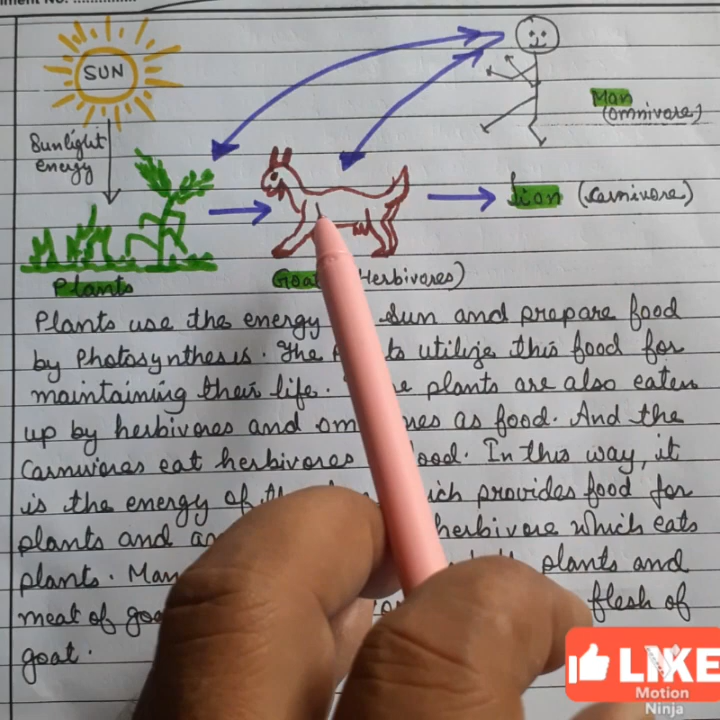 SUN
Sunlight
energy
Man
(omnivore)
Lion (carnivore)
Plants
Goat Herbivores)
Plants use the energy sun and prepare food
by Photosynthesis. The utilize this food for
maintaining their life. plants are also eaten
up by herbivores and as food. And the
Carnivores eat herbivores food. In this way, it
is the energy of provides food for
plants and herbivore which eats
plants. Man plants and
meat of flesh of
goat.
LIKE
Motion
Ninja